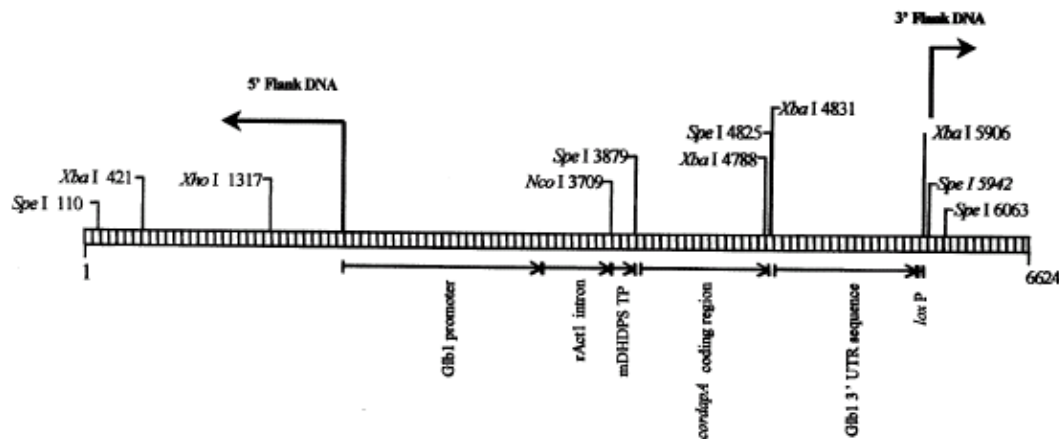 3' Flank DNA
5' Flank DNA
Xba I 4831
Spe I 4825
Xba I 5906
Spe I 3879
Xba I 4788
Xba I 421
Xho I 1317
Nco I 3709
Spe I 5942
Spe I 110
Spe I 6063
1
6624
Glb1 promoter
rAct1 intron
mDHDPS TP
cordapA coding region
Glb1 3' UTR sequence
lox P